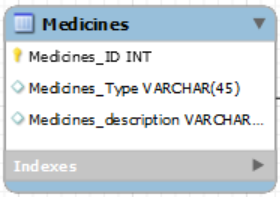 Medicines
Medicines_ID INT
Medicines_Type VARCHAR(45)
Medicines_description VARCHAR...
Indexes